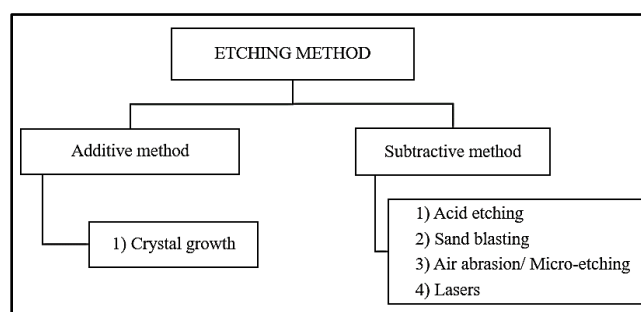 ETCHING METHOD
Additive method
Subtractive method
1) Crystal growth
1) Acid etching
2) Sand blasting
3) Air abrasion/ Micro-etching
4) Lasers